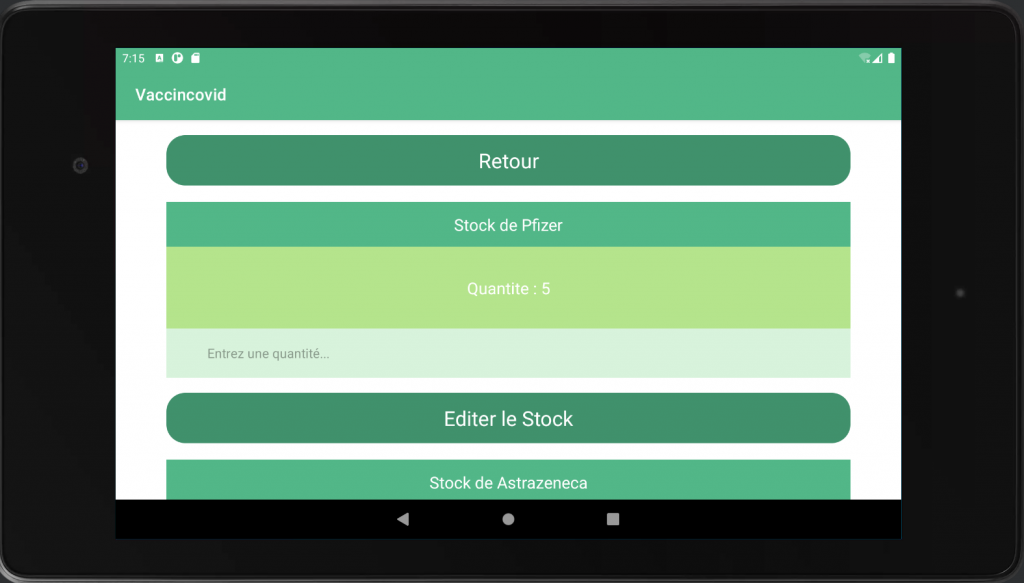 7:15
Vaccincovid
Retour
Stock de Pfizer
Quantite : 5
Entrez une quantité...
Editer le Stock
Stock de Astrazeneca